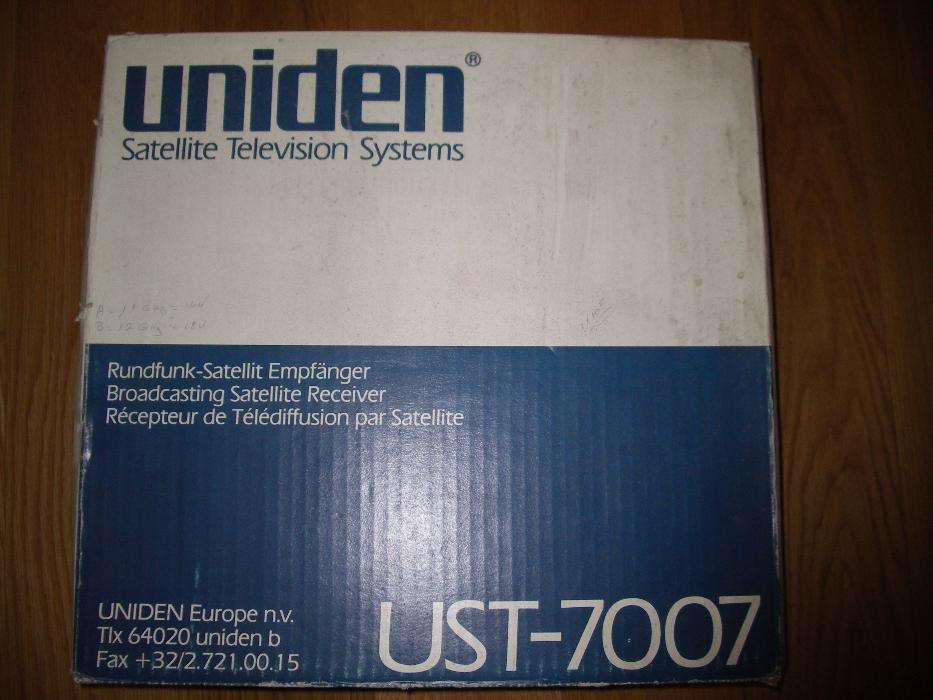 uniden®
Satellite Television Systems
Rundfunk-Satellit Empfänger
Broadcasting Satellite Receiver
Récepteur de Télédiffusion par Satellite
UNIDEN Europe n.v.
Tlx 64020 uniden b
Fax +32/2.721.00.15
UST-7007